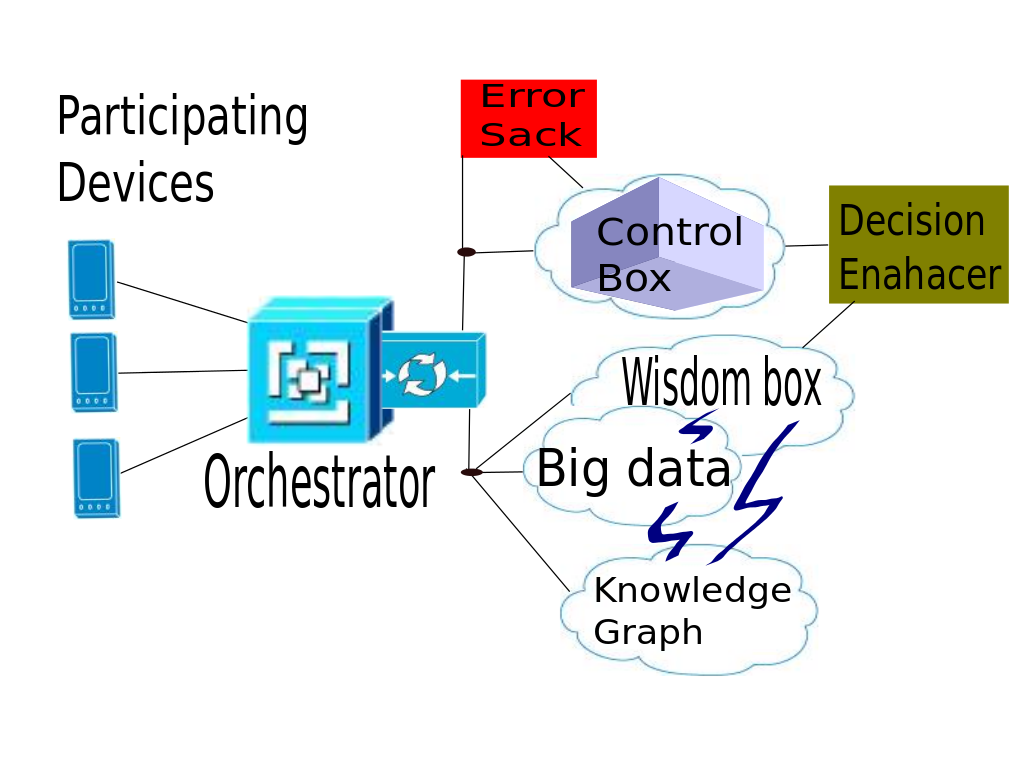 Participating
Devices
Error
Sack
Control
Box
Decision
Enahacer
Wisdom box
Big data
Orchestrator
Knowledge
Graph